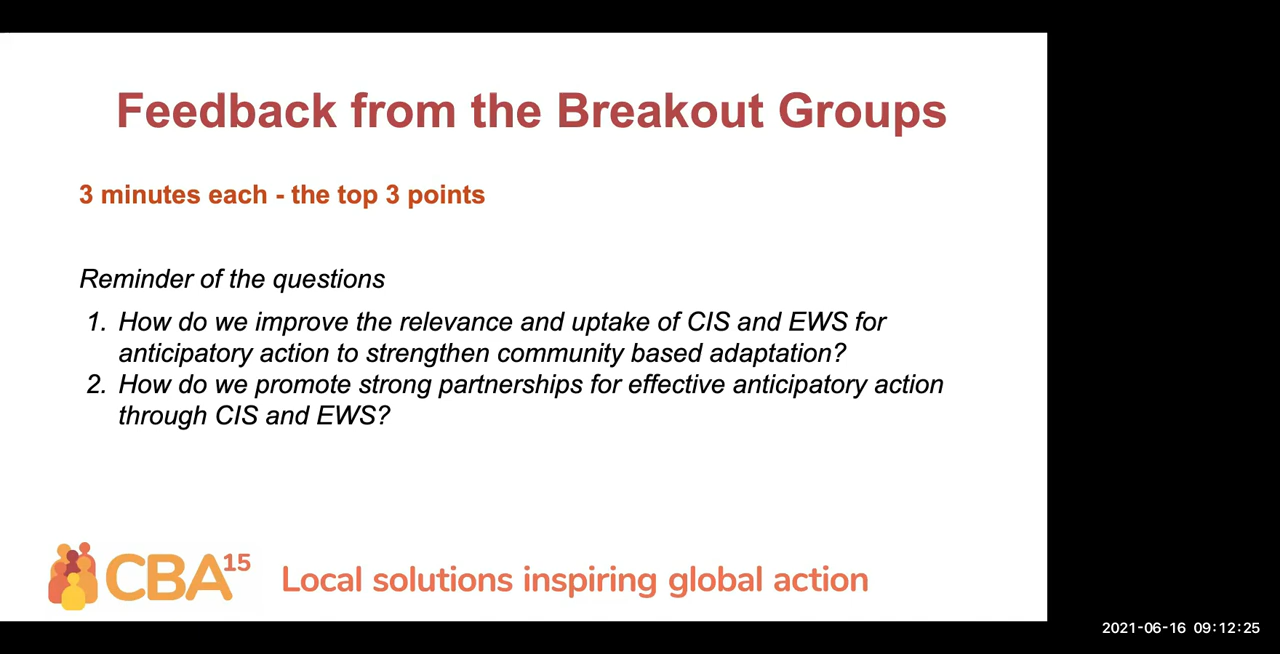 Feedback from the Breakout Groups
3 minutes each - the top 3 points
Reminder of the questions
1. How do we improve the relevance and uptake of CIS and EWS for
anticipatory action to strengthen community based adaptation?
2. How do we promote strong partnerships for effective anticipatory action
through CIS and EWS?
CBA15
Local solutions inspiring global action
2021-06-16 09:12:25